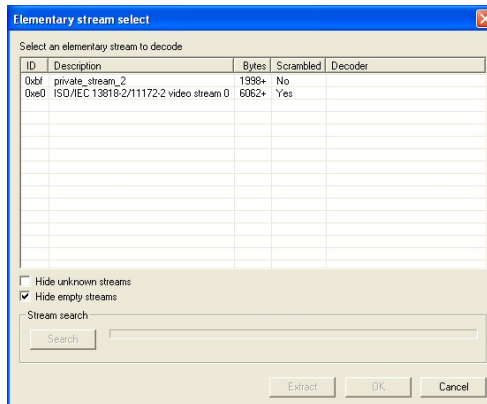 Elementary stream select
Select an elementary stream to decode
ID Description Bytes Scrambled Decoder
0xbf private_stream_2 1998+ No
0xe0 ISO/IEC 13818-2/11172-2 video stream 0 6062+ Yes
Hide unknown streams
Hide empty streams
Stream search
Search
Extract OK Cancel